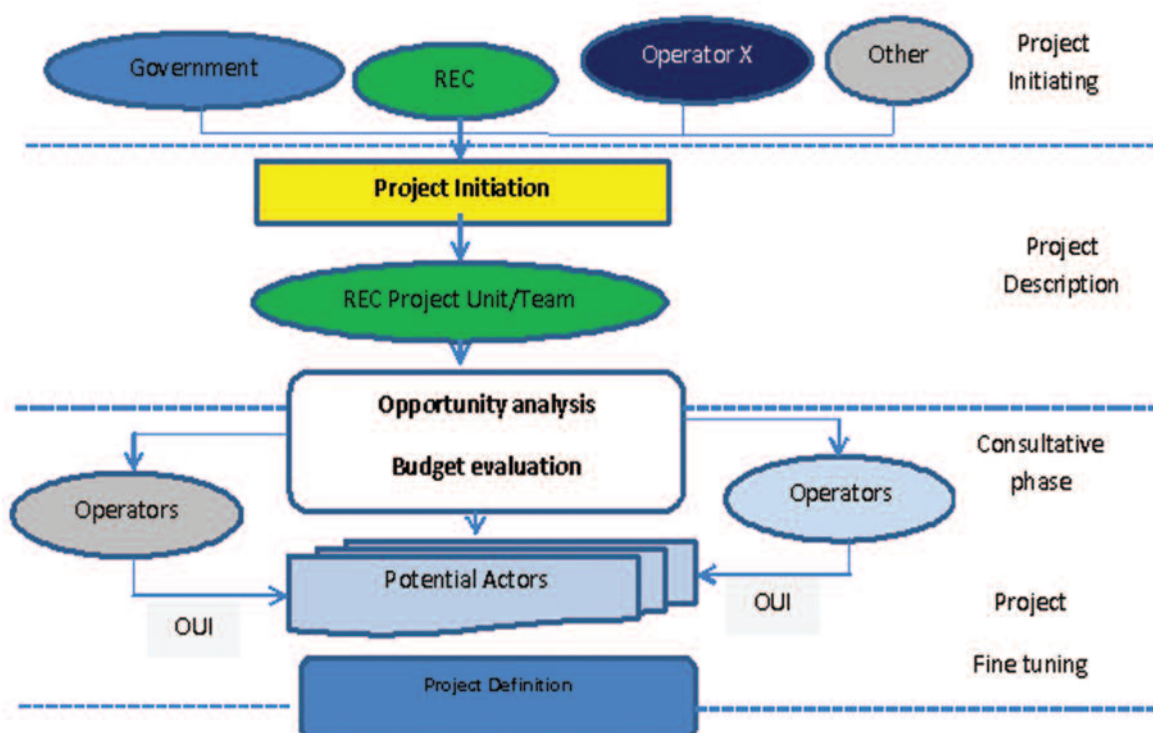 Government
REC
Operator X
Other
Project
Initiating
Project Initiation
REC Project Unit/Team
Project
Description
Opportunity analysis
Budget evaluation
Consultative
phase
Operators
Operators
Potential Actors
OUI
OUI
Project
Fine tuning
Project Definition